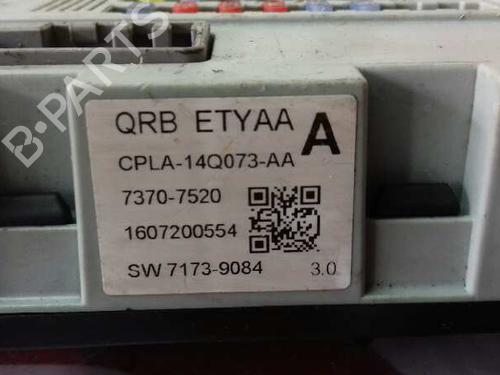 B-PARTS
QRB ETYAA A
CPLA-14Q073-AA
7370-7520
1607200554
SW 7173-9084 3.0